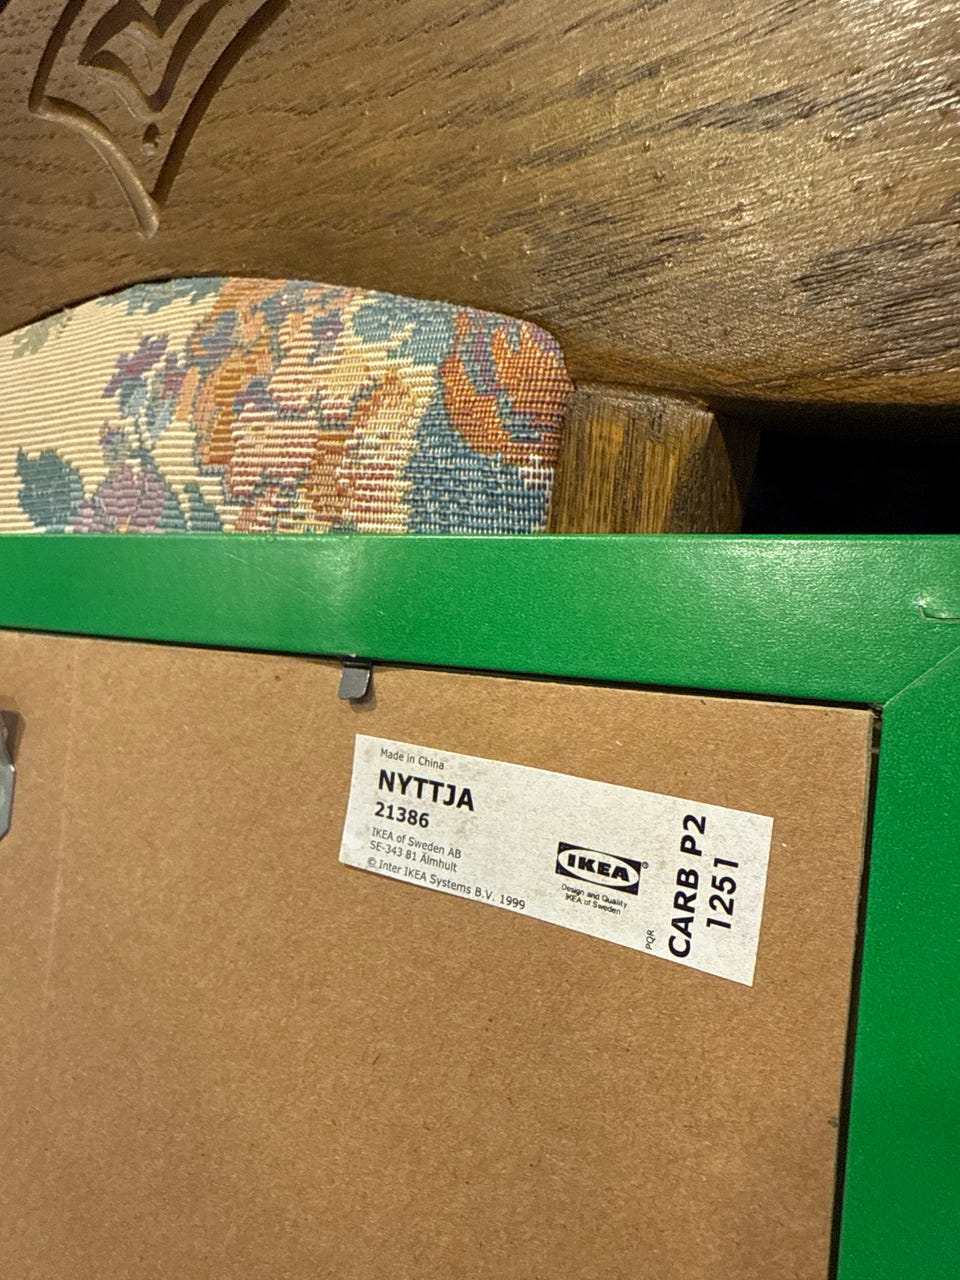 Made in China
NYTTJA
21386
IKEA of Sweden AB
SE-343 81 Älmhult
© Inter IKEA Systems B.V. 1999
IKEA®
Design and Quality
IKEA of Sweden
PQR
CARB P2
1251